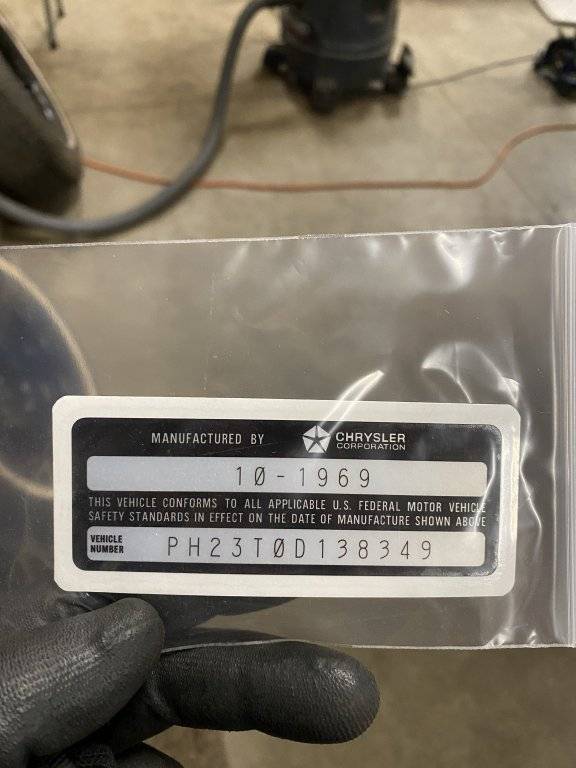 MANUFACTURED BY CHRYSLER CORPORATION
10-1969
THIS VEHICLE CONFORMS TO ALL APPLICABLE U.S. FEDERAL MOTOR VEHICLE
SAFETY STANDARDS IN EFFECT ON THE DATE OF MANUFACTURE SHOWN ABOVE
VEHICLE NUMBER PH23T0D138349